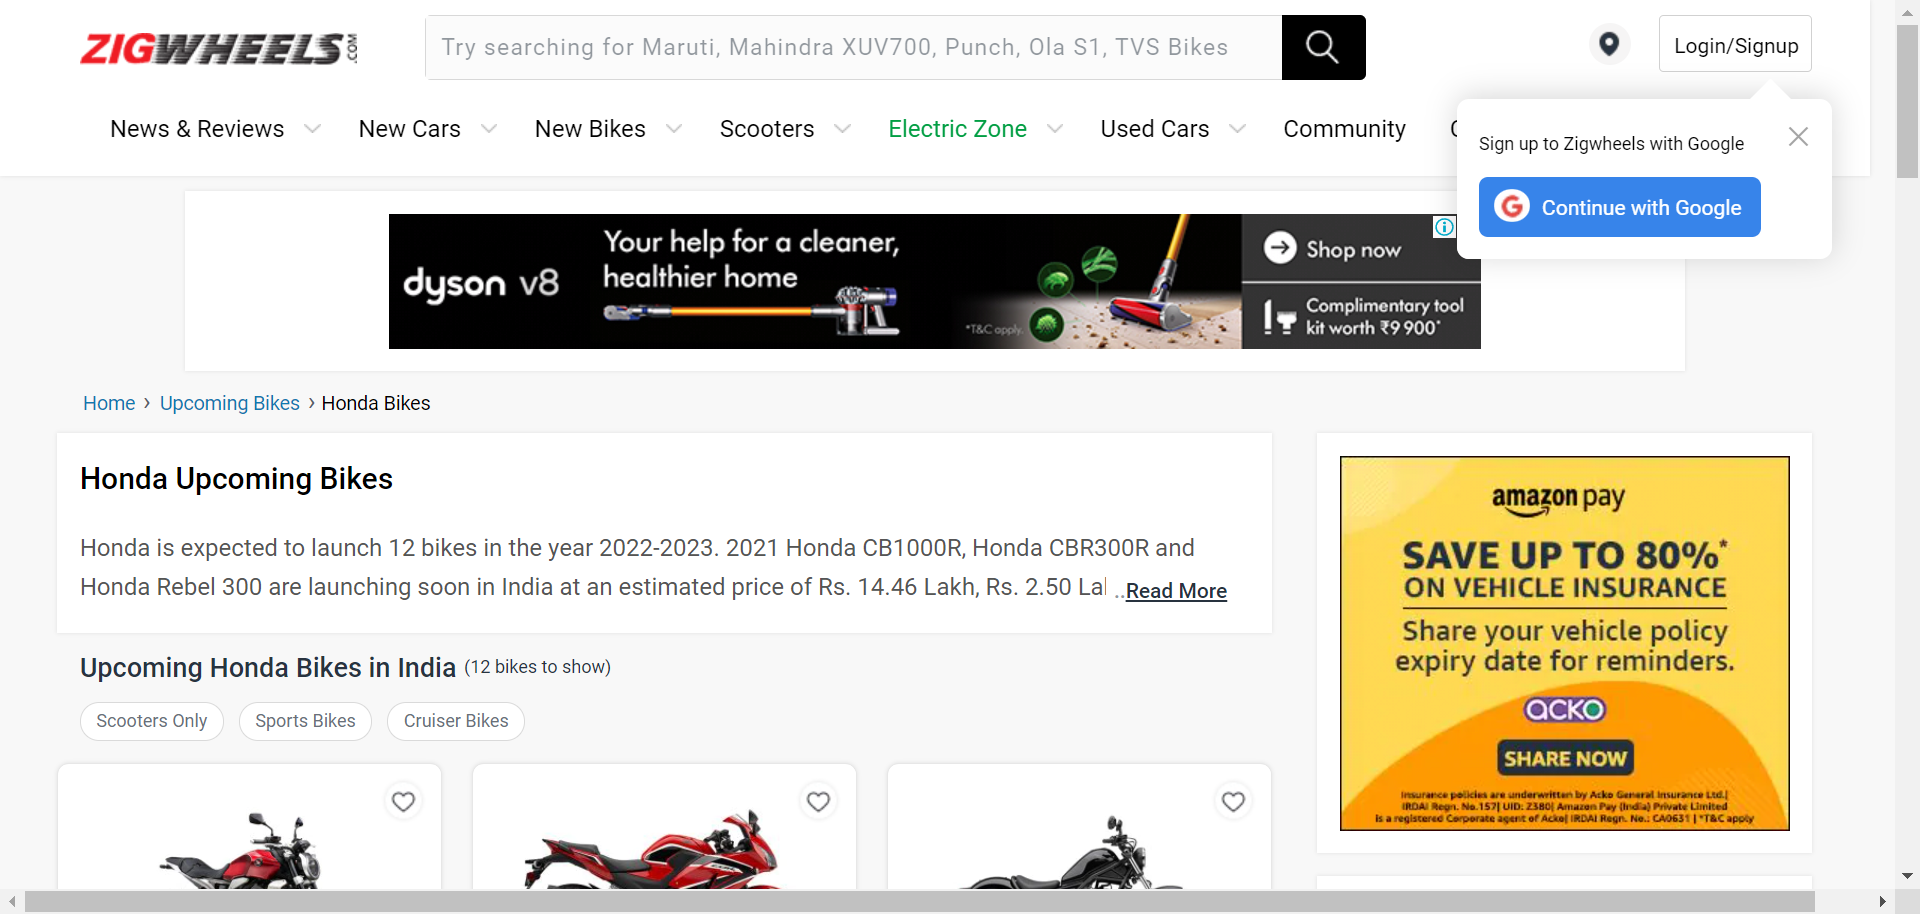 ZIGWHEELS.COM
Try searching for Maruti, Mahindra XUV700, Punch, Ola S1, TVS Bikes
Login/Signup
News & Reviews
New Cars
New Bikes
Scooters
Electric Zone
Used Cars
Community
Sign up to Zigwheels with Google
Continue with Google
dyson v8
Your help for a cleaner,
healthier home
*T&C apply.
Shop now
Complimentary tool
kit worth ₹9 900*
Home › Upcoming Bikes › Honda Bikes
Honda Upcoming Bikes
Honda is expected to launch 12 bikes in the year 2022-2023. 2021 Honda CB1000R, Honda CBR300R and
Honda Rebel 300 are launching soon in India at an estimated price of Rs. 14.46 Lakh, Rs. 2.50 Lal ..Read More
Upcoming Honda Bikes in India (12 bikes to show)
Scooters Only
Sports Bikes
Cruiser Bikes
amazon pay
SAVE UP TO 80%*
ON VEHICLE INSURANCE
Share your vehicle policy
expiry date for reminders.
acko
SHARE NOW
Insurance policies are underwritten by Acko General Insurance Ltd.|
IRDAI Regn. No.157| UID: 2380| Amazon Pay (India) Private Limited
is a registered Corporate agent of Acko| IRDAI Regn. No.: CA0631 | *T&C apply